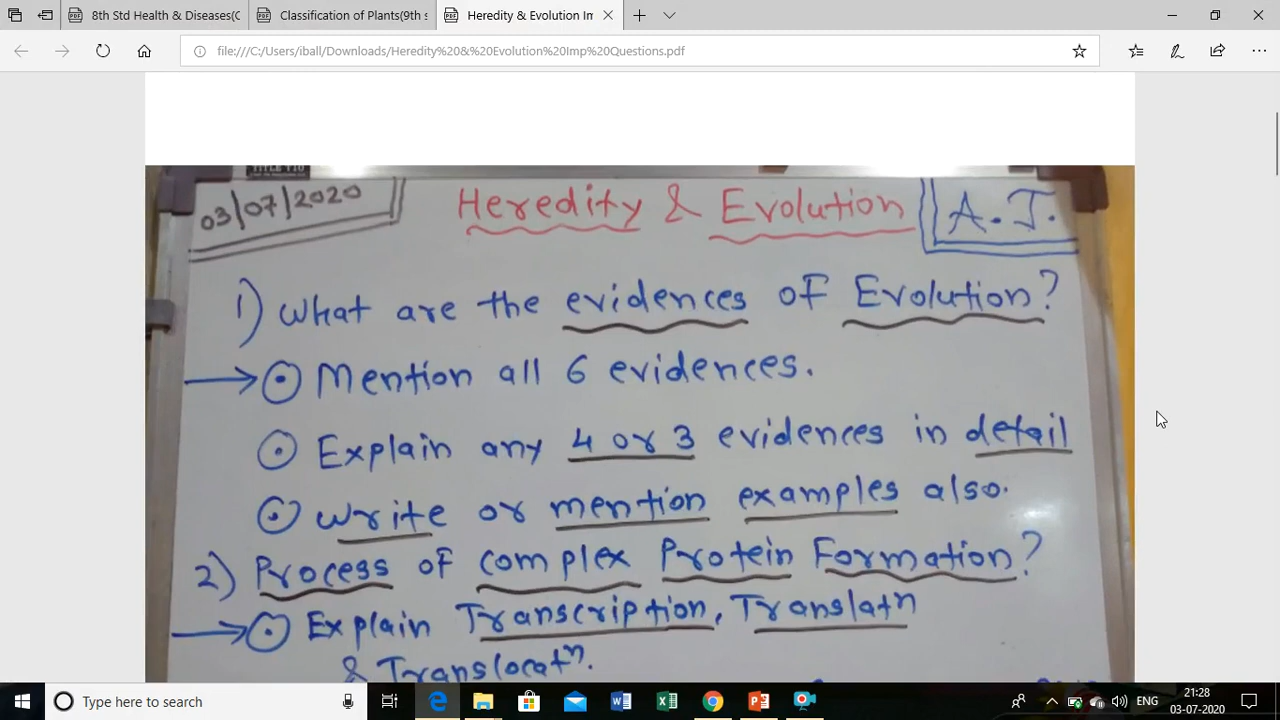 8th Std Health & Diseases(C
Classification of Plants(9th s
Heredity & Evolution Im
file:///C:/Users/iball/Downloads/Heredity%20&%20Evolution%20Imp%20Questions.pdf
03/07/2020
Heredity & Evolution
A.J.
1) What are the evidences of Evolution?
Mention all 6 evidences.
Explain any 4 or 3 evidences in detail
write or mention examples also.
2) Process of complex Protein Formation?
Explain Transcription, Translatn
& Translocatn.
Type here to search
ENG
21:28
03-07-2020